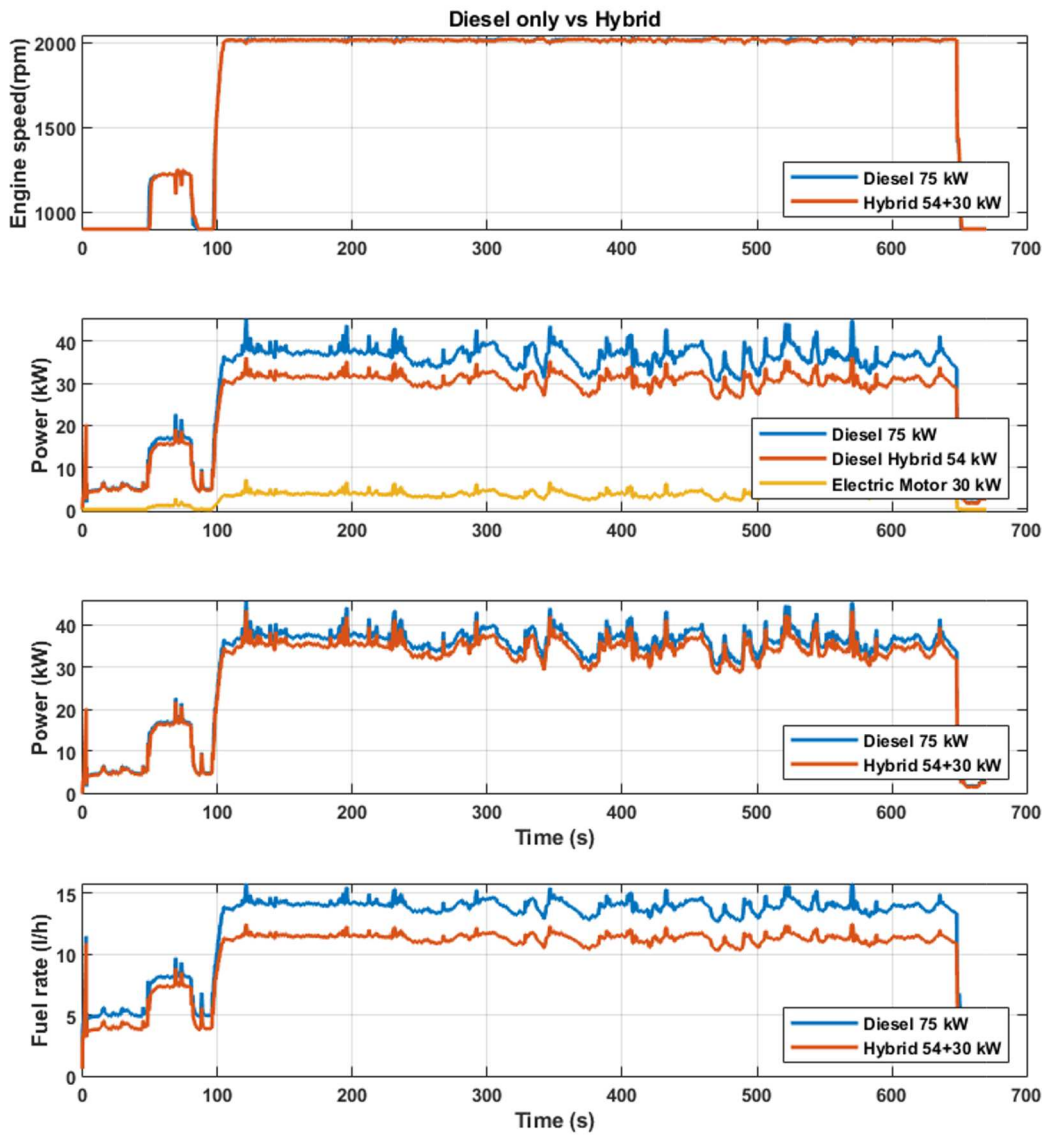 Diesel only vs Hybrid
Engine speed(rpm)
2000
1500
1000
Diesel 75 kW
Hybrid 54+30 kW
0 100 200 300 400 500 600 700
Power (kW)
40
30
20
10
0
Diesel 75 kW
Diesel Hybrid 54 kW
Electric Motor 30 kW
0 100 200 300 400 500 600 700
Power (kW)
40
30
20
10
0
Diesel 75 kW
Hybrid 54+30 kW
0 100 200 300 400 500 600 700
Time (s)
Fuel rate (l/h)
15
10
5
0
Diesel 75 kW
Hybrid 54+30 kW
0 100 200 300 400 500 600 700
Time (s)